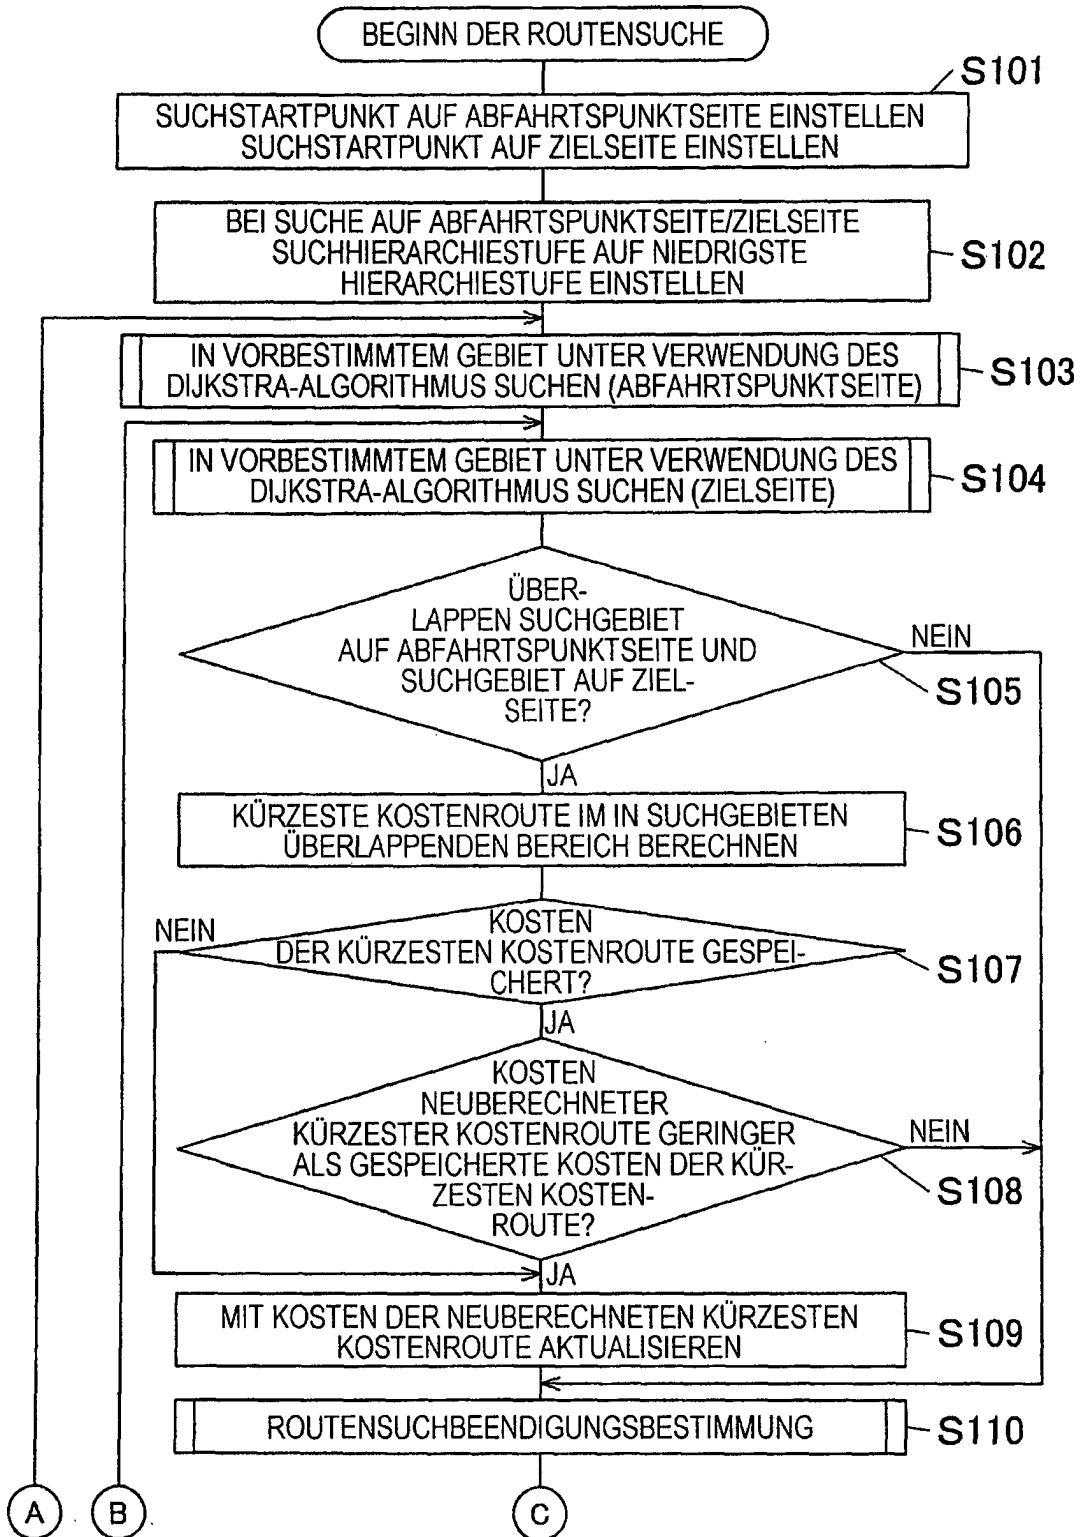 BEGINN DER ROUTENSUCHE
S101
SUCHSTARTPUNKT AUF ABFAHRTSPUNKTSEITE EINSTELLEN
SUCHSTARTPUNKT AUF ZIELSEITE EINSTELLEN
BEI SUCHE AUF ABFAHRTSPUNKTSEITE/ZIELSEITE
SUCHHIERARCHIESTUFE AUF NIEDRIGSTE
HIERARCHIESTUFE EINSTELLEN
S102
IN VORBESTIMMTEM GEBIET UNTER VERWENDUNG DES
DIJKSTRA-ALGORITHMUS SUCHEN (ABFAHRTSPUNKTSEITE)
S103
IN VORBESTIMMTEM GEBIET UNTER VERWENDUNG DES
DIJKSTRA-ALGORITHMUS SUCHEN (ZIELSEITE)
S104
ÜBER-
LAPPEN SUCHGEBIET
AUF ABFAHRTSPUNKTSEITE UND
SUCHGEBIET AUF ZIEL-
SEITE?
NEIN
S105
JA
KÜRZESTE KOSTENROUTE IM IN SUCHGEBIETEN
ÜBERLAPPENDEN BEREICH BERECHNEN
S106
NEIN
KOSTEN
DER KÜRZESTEN KOSTENROUTE GESPEI-
CHERT?
S107
JA
KOSTEN
NEUBERECHNETER
KÜRZESTER KOSTENROUTE GERINGER
ALS GESPEICHERTE KOSTEN DER KÜR-
ZESTEN KOSTEN-
ROUTE?
NEIN
S108
JA
MIT KOSTEN DER NEUBERECHNETEN KÜRZESTEN
KOSTENROUTE AKTUALISIEREN
S109
ROUTENSUCHBEENDIGUNGSBESTIMMUNG
S110
A
B
C